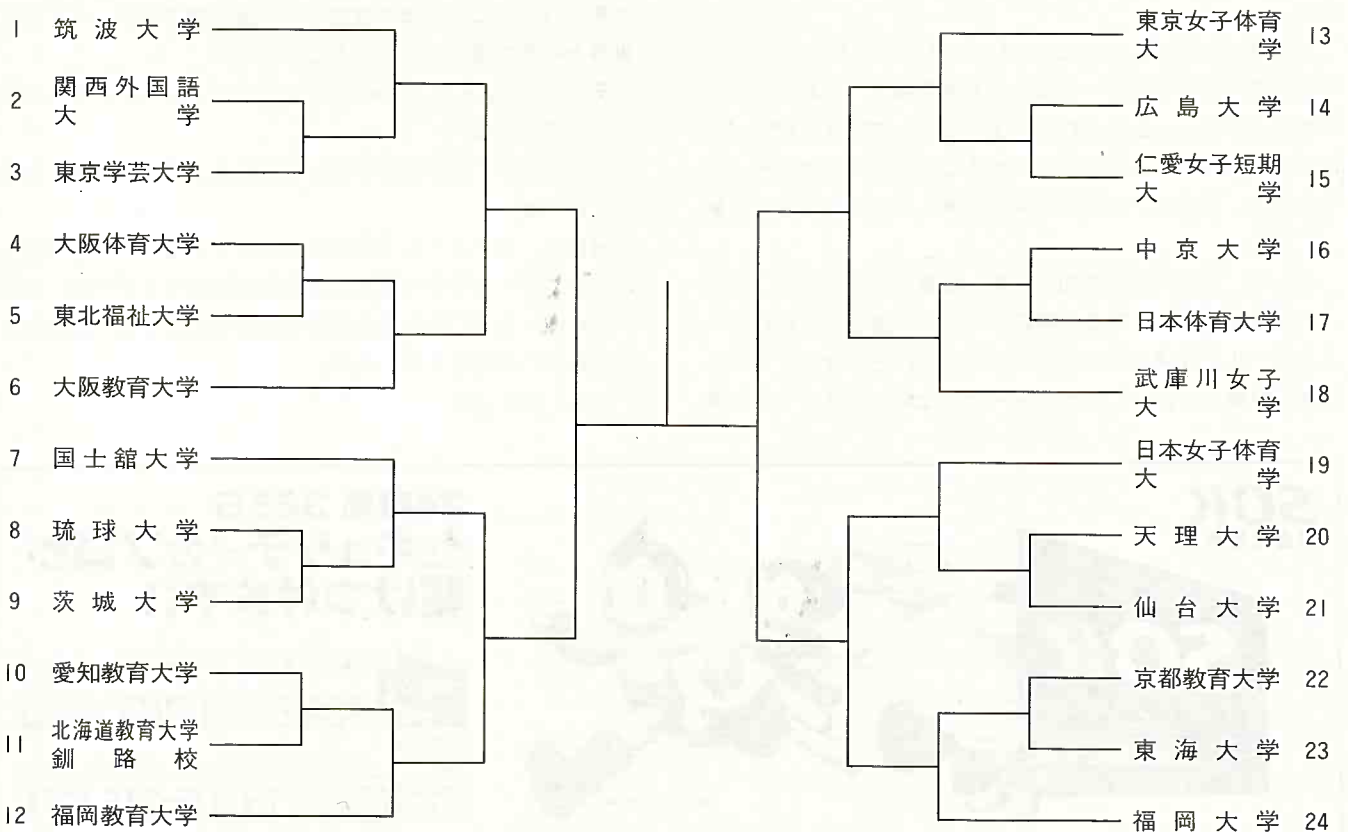 1 筑波大学
2 関西外国語
大学
3 東京学芸大学
4 大阪体育大学
5 東北福祉大学
6 大阪教育大学
7 国士舘大学
8 琉球大学
9 茨城大学
10 愛知教育大学
11 北海道教育大学
釧路校
12 福岡教育大学
東京女子体育
大学 13
広島大学 14
仁愛女子短期
大学 15
中京大学 16
日本体育大学 17
武庫川女子
大学 18
日本女子体育
大学 19
天理大学 20
仙台大学 21
京都教育大学 22
東海大学 23
福岡大学 24